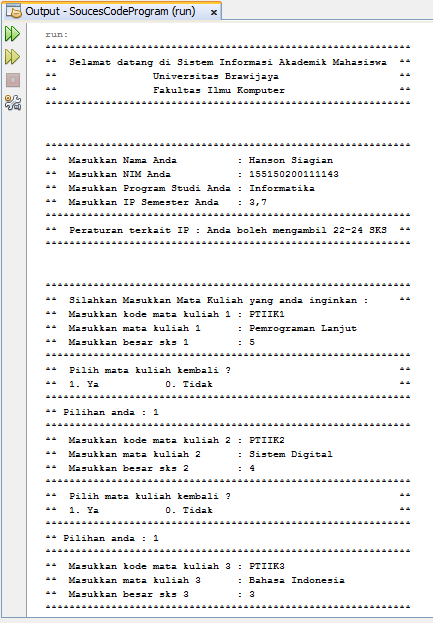 Output - SoucesCodeProgram (run)
run:
** Selamat datang di Sistem Informasi Akademik Mahasiswa **
** Universitas Brawijaya **
** Fakultas Ilmu Komputer **
** Masukkan Nama Anda : Hanson Siagian
** Masukkan NIM Anda : 155150200111143
** Masukkan Program Studi Anda : Informatika
** Masukkan IP Semester Anda : 3,7
** Peraturan terkait IP : Anda boleh mengambil 22-24 SKS **
** Silahkan Masukkan Mata Kuliah yang anda inginkan : **
** Masukkan kode mata kuliah 1 : PTIIK1
** Masukkan mata kuliah 1 : Pemrograman Lanjut
** Masukkan besar sks 1 : 5
** Pilih mata kuliah kembali ? **
** 1. Ya 0. Tidak **
** Pilihan anda : 1
** Masukkan kode mata kuliah 2 : PTIIK2
** Masukkan mata kuliah 2 : Sistem Digital
** Masukkan besar sks 2 : 4
** Pilih mata kuliah kembali ? **
** 1. Ya 0. Tidak **
** Pilihan anda : 1
** Masukkan kode mata kuliah 3 : PTIIK3
** Masukkan mata kuliah 3 : Bahasa Indonesia
** Masukkan besar sks 3 : 3